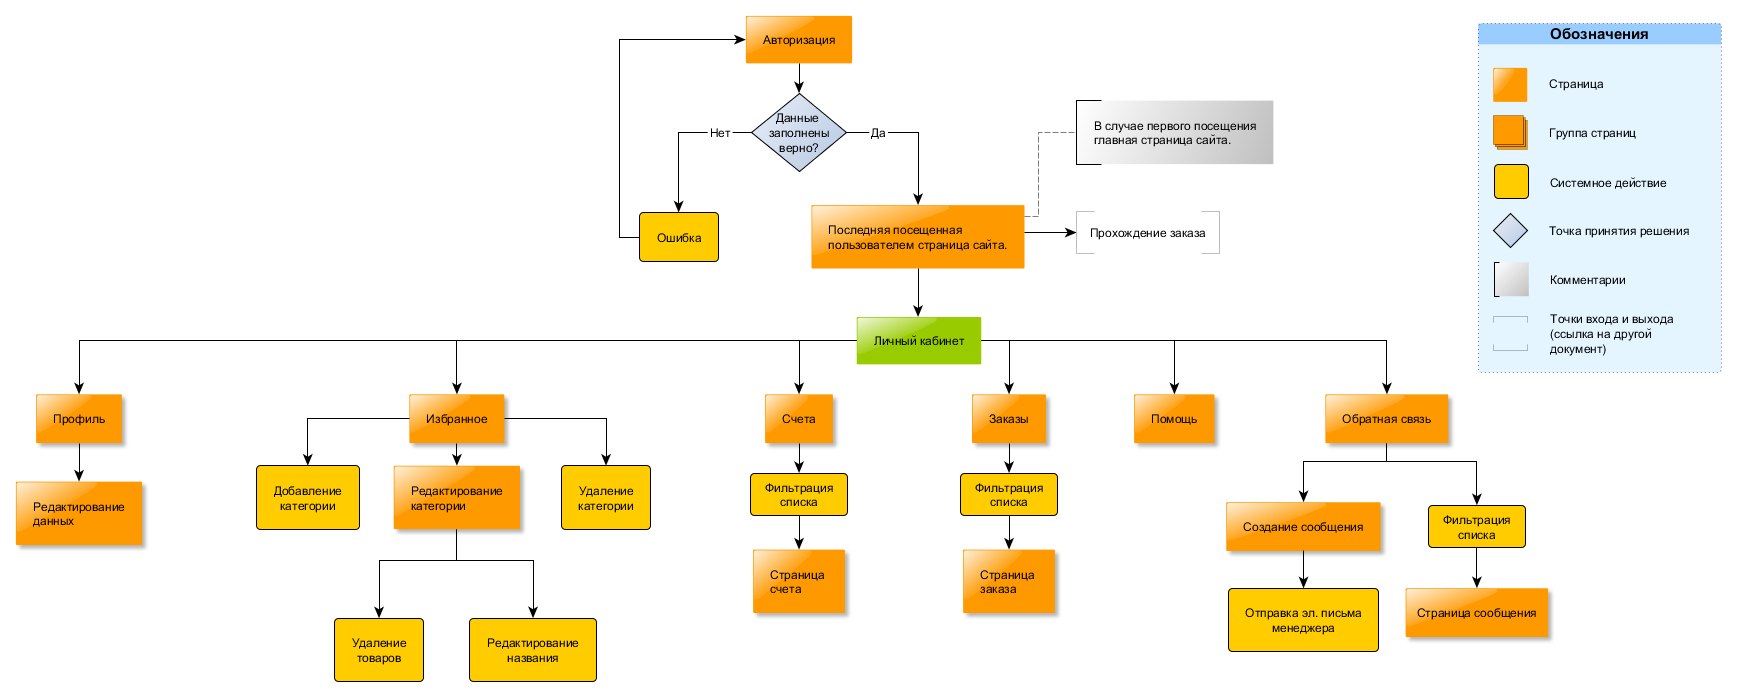 Авторизация
Данные
заполнены
верно?
Нет
Да
Ошибка
В случае первого посещения
главная страница сайта.
Последняя посещенная
пользователем страница сайта.
Прохождение заказа
Обозначения
Страница
Группа страниц
Системное действие
Точка принятия решения
Комментарии
Точки входа и выхода
(ссылка на другой
документ)
Личный кабинет
Профиль
Избранное
Счета
Заказы
Помощь
Обратная связь
Редактирование
данных
Добавление
категории
Редактирование
категории
Удаление
категории
Фильтрация
списка
Фильтрация
списка
Создание сообщения
Фильтрация
списка
Страница
счета
Страница
заказа
Удаление
товаров
Редактирование
названия
Отправка эл. письма
менеджера
Страница сообщения